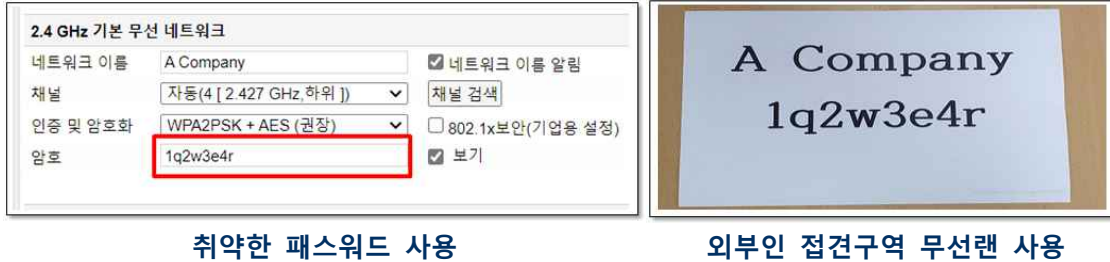 2.4 GHz 기본 무선 네트워크
네트워크 이름 A Company 네트워크 이름 알림
채널 자동(4 [ 2.427 GHz,하위 ]) 채널 검색
인증 및 암호화 WPA2PSK + AES (권장) 802.1x보안(기업용 설정)
암호 1q2w3e4r 보기
A Company
1q2w3e4r
취약한 패스워드 사용
외부인 접견구역 무선랜 사용